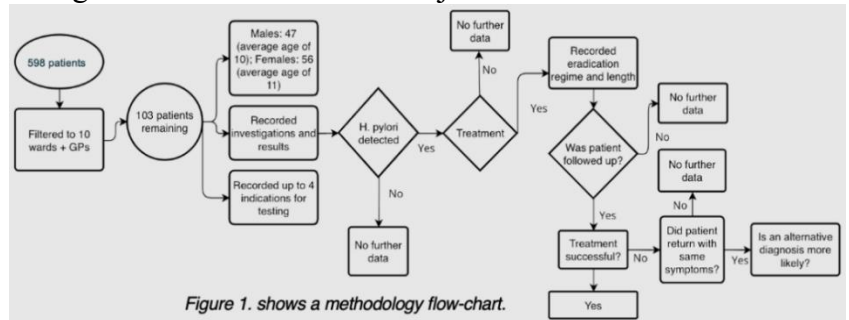 598 patients
Filtered to 10
wards + GPs
103 patients
remaining
Males: 47
(average age of
10); Females: 56
(average age of
11)
Recorded
investigations and
results
Recorded up to 4
indications for
testing
H. pylori
detected
Yes
No
No further
data
Treatment
No
No further
data
Yes
Recorded
eradication
regime and length
Was patient
followed up?
No
No further
data
Yes
Treatment
successful?
Yes
No
Did patient
return with
same
symptoms?
No
No further
data
Yes
Is an alternative
diagnosis more
likely?
Figure 1. shows a methodology flow-chart.